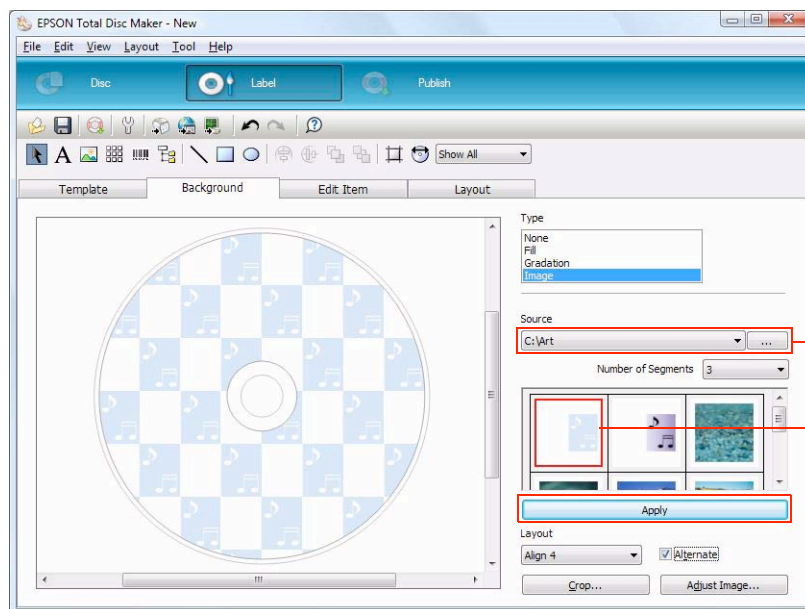 EPSON Total Disc Maker - New
File Edit View Layout Tool Help
Disc Label Publish
Show All
Template Background Edit Item Layout
Type
None
Fill
Gradation
Image
Source
C:\Art ...
Number of Segments 3
Apply
Layout
Align 4 Alternate
Crop... Adjust Image...